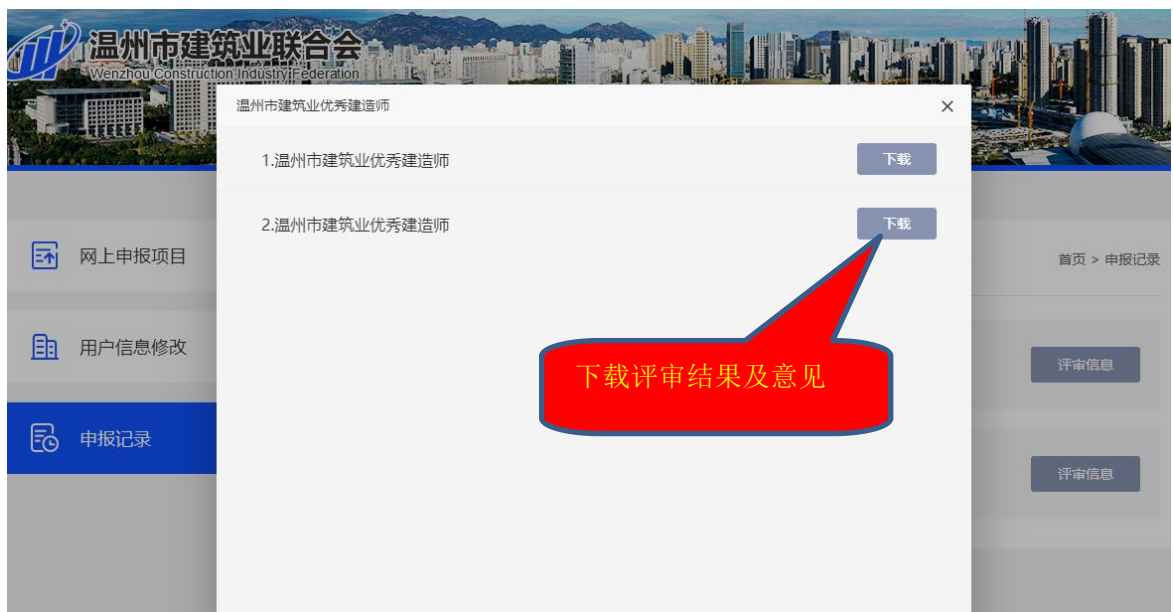 温州市建筑业联合会
Wenzhou Construction Industry Federation
温州市建筑业优秀建造师
×
1.温州市建筑业优秀建造师
下载
2.温州市建筑业优秀建造师
下载
网上申报项目
首页 > 申报记录
用户信息修改
评审信息
下载评审结果及意见
申报记录
评审信息